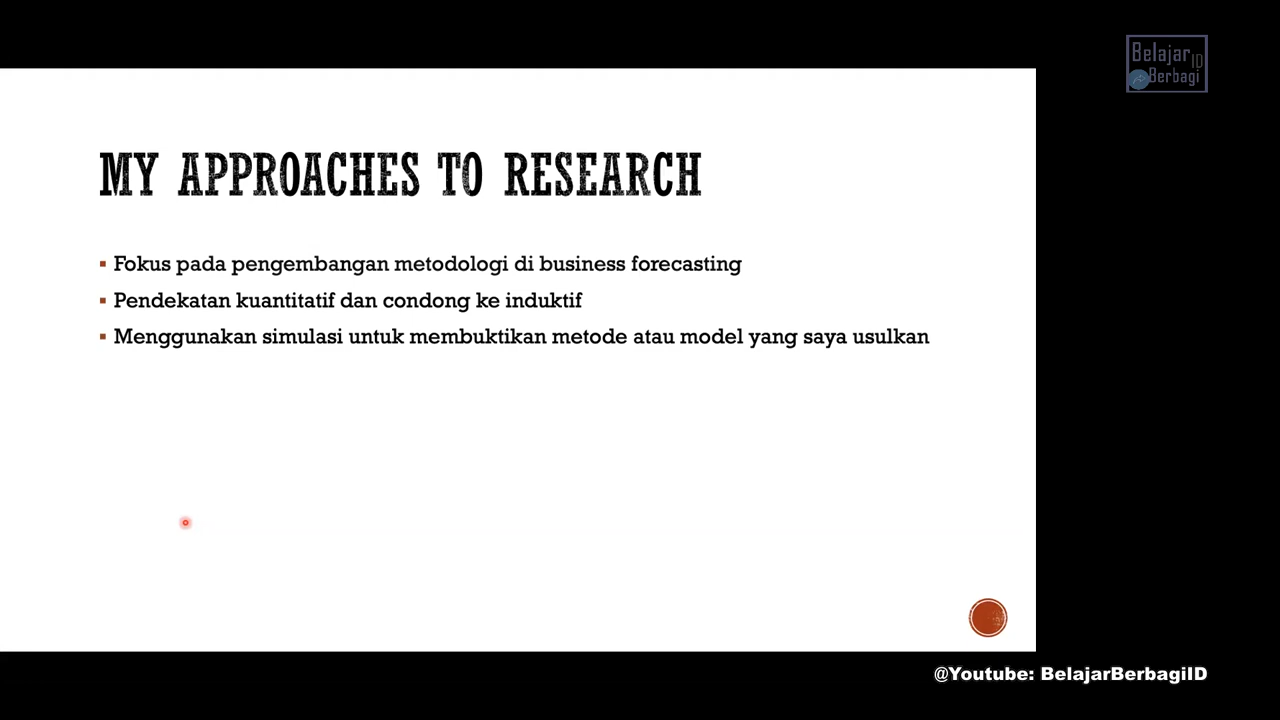 Belajar ID
Berbagi
MY APPROACHES TO RESEARCH
▪ Fokus pada pengembangan metodologi di business forecasting
▪ Pendekatan kuantitatif dan condong ke induktif
▪ Menggunakan simulasi untuk membuktikan metode atau model yang saya usulkan
@Youtube: BelajarBerbagiID